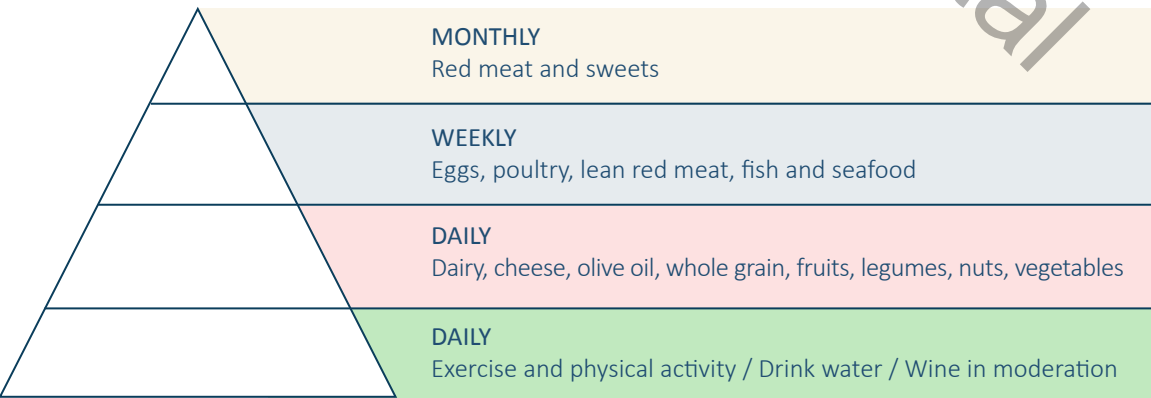 MONTHLY
Red meat and sweets
WEEKLY
Eggs, poultry, lean red meat, fish and seafood
DAILY
Dairy, cheese, olive oil, whole grain, fruits, legumes, nuts, vegetables
DAILY
Exercise and physical activity / Drink water / Wine in moderation